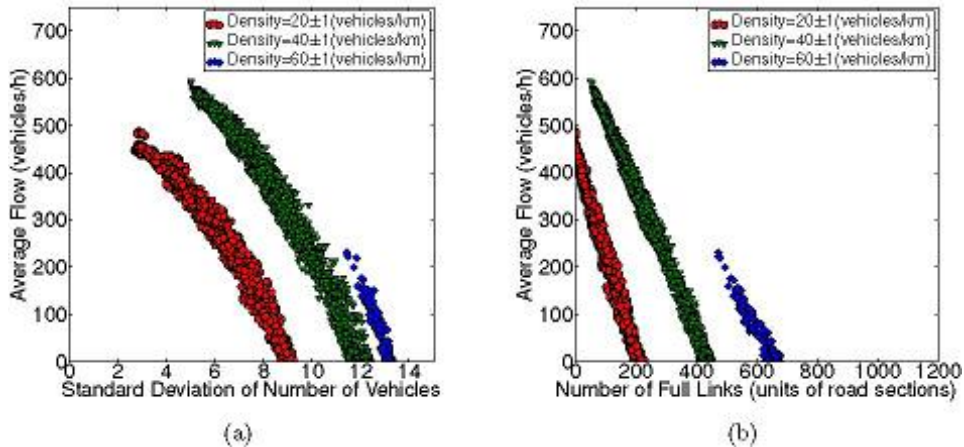 Density=20±1(vehicles/km)
Density=40±1(vehicles/km)
Density=60±1(vehicles/km)
700
600
500
400
300
200
100
0
0 2 4 6 8 10 12 14
Average Flow (vehicles/h)
Standard Deviation of Number of Vehicles
(a)
Density=20±1(vehicles/km)
Density=40±1(vehicles/km)
Density=60±1(vehicles/km)
700
600
500
400
300
200
100
0
0 200 400 600 800 1000 1200
Average Flow (vehicles/h)
Number of Full Links (units of road sections)
(b)